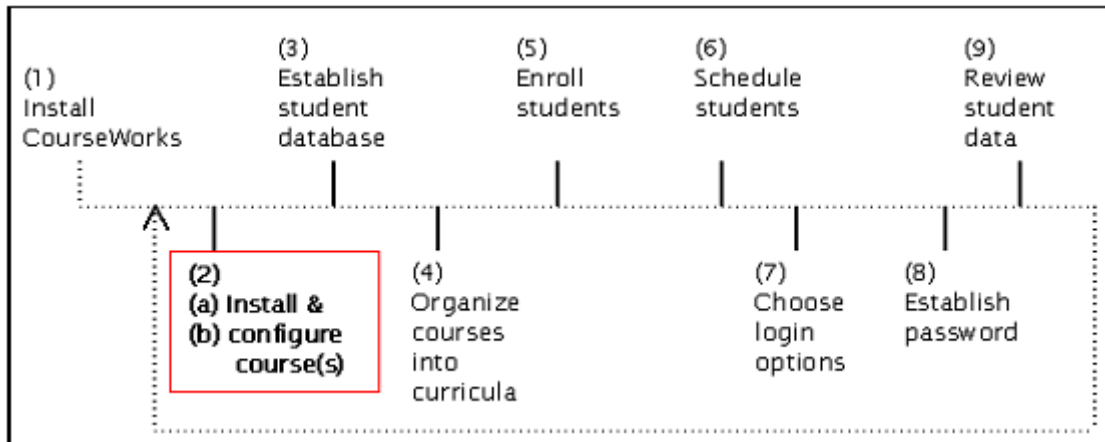 (1)
Install
CourseWorks
(2)
(a) Install &
(b) configure
course(s)
(3)
Establish
student
database
(4)
Organize
courses
into
curricula
(5)
Enroll
students
(6)
Schedule
students
(7)
Choose
login
options
(8)
Establish
password
(9)
Review
student
data